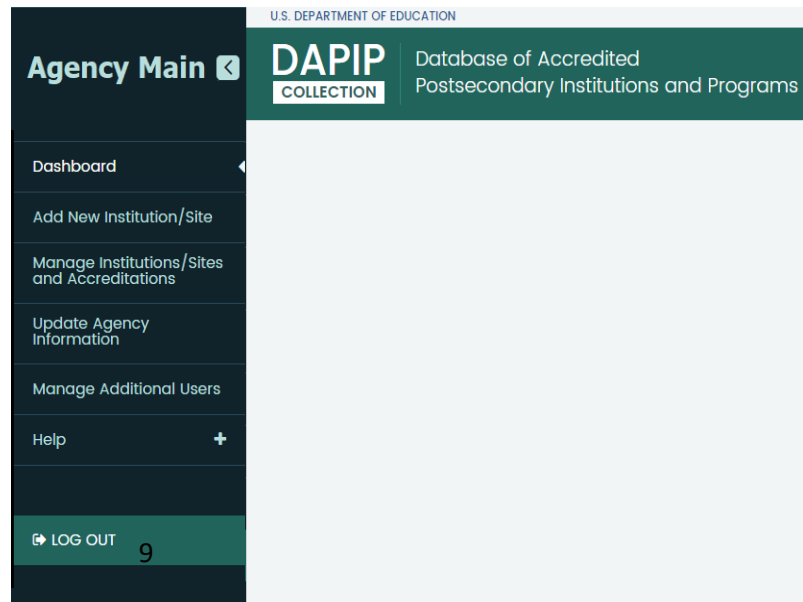 U.S. DEPARTMENT OF EDUCATION
Agency Main
DAPIP
COLLECTION
Database of Accredited
Postsecondary Institutions and Programs
Dashboard
Add New Institution/Site
Manage Institutions/Sites
and Accreditations
Update Agency
Information
Manage Additional Users
Help +
LOG OUT
9